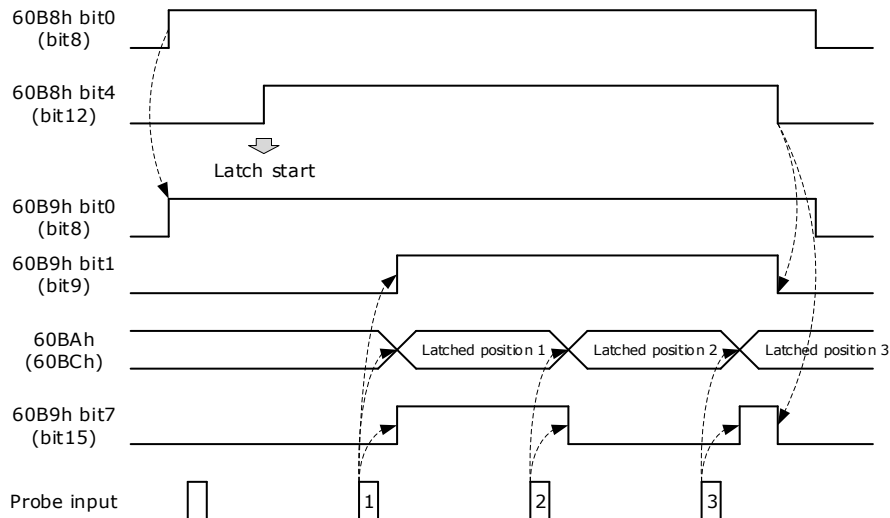 60B8h bit0
(bit8)
60B8h bit4
(bit12)
Latch start
60B9h bit0
(bit8)
60B9h bit1
(bit9)
60BAh
(60BCh)
Latched position 1
Latched position 2
Latched position 3
60B9h bit7
(bit15)
Probe input
1
2
3